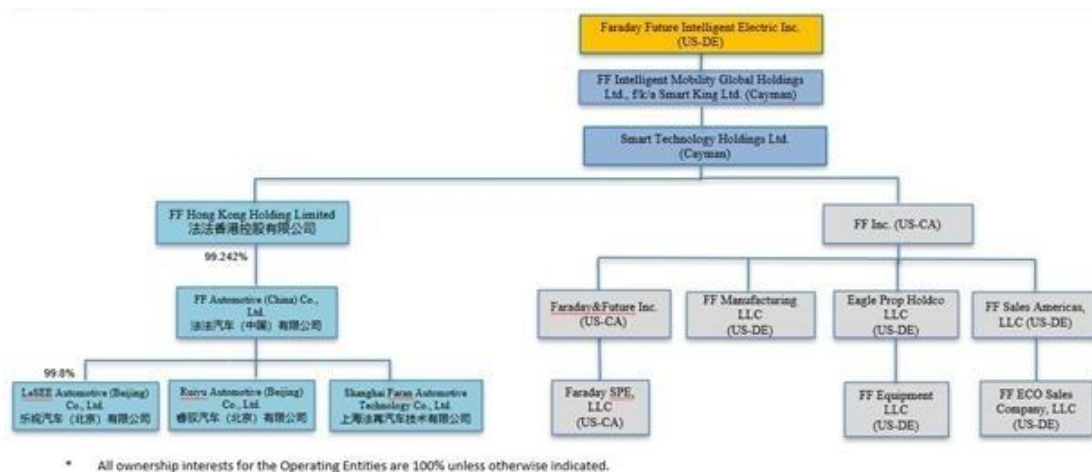 Faraday Future Intelligent Electric Inc.
(US-DE)
FF Intelligent Mobility Global Holdings
Ltd., f/k/a Smart King Ltd. (Cayman)
Smart Technology Holdings Ltd.
(Cayman)
FF Hong Kong Holding Limited
法法香港控股有限公司
FF Inc. (US-CA)
99.242%
FF Automotive (China) Co.,
Ltd.
法法汽车（中国）有限公司
Faraday&Future Inc.
(US-CA)
FF Manufacturing
LLC
(US-DE)
Eagle Prop Holdco
LLC
(US-DE)
FF Sales Americas,
LLC (US-DE)
99.8%
LeSEE Automotive (Beijing)
Co., Ltd.
乐视汽车（北京）有限公司
Ruiyu Automotive (Beijing)
Co., Ltd.
睿驭汽车（北京）有限公司
Shanghai Faran Automotive
Technology Co., Ltd.
上海法冉汽车技术有限公司
Faraday SPE,
LLC
(US-CA)
FF Equipment
LLC
(US-DE)
FF ECO Sales
Company, LLC
(US-DE)
* All ownership interests for the Operating Entities are 100% unless otherwise indicated.